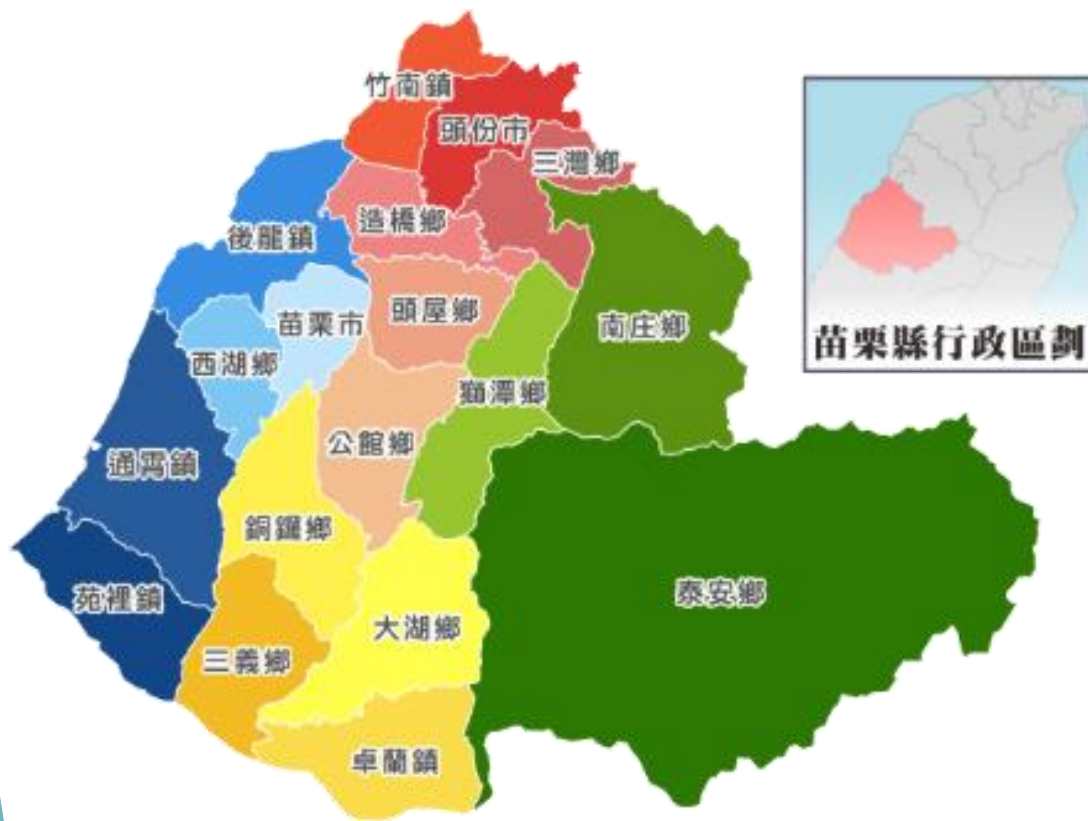 竹南鎮
頭份市
三灣鄉
造橋鄉
後龍鎮
苗栗市
頭屋鄉
南庄鄉
苗栗縣行政區劃
西湖鄉
獅潭鄉
公館鄉
通霄鎮
銅鑼鄉
苑裡鎮
泰安鄉
大湖鄉
三義鄉
卓蘭鎮